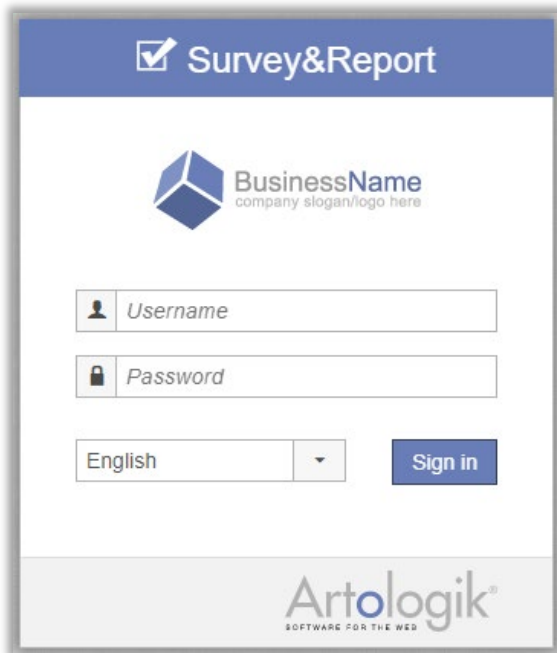 Survey&Report
BusinessName
company slogan/logo here
Username
Password
English
Sign in
Artologik®
SOFTWARE FOR THE WEB